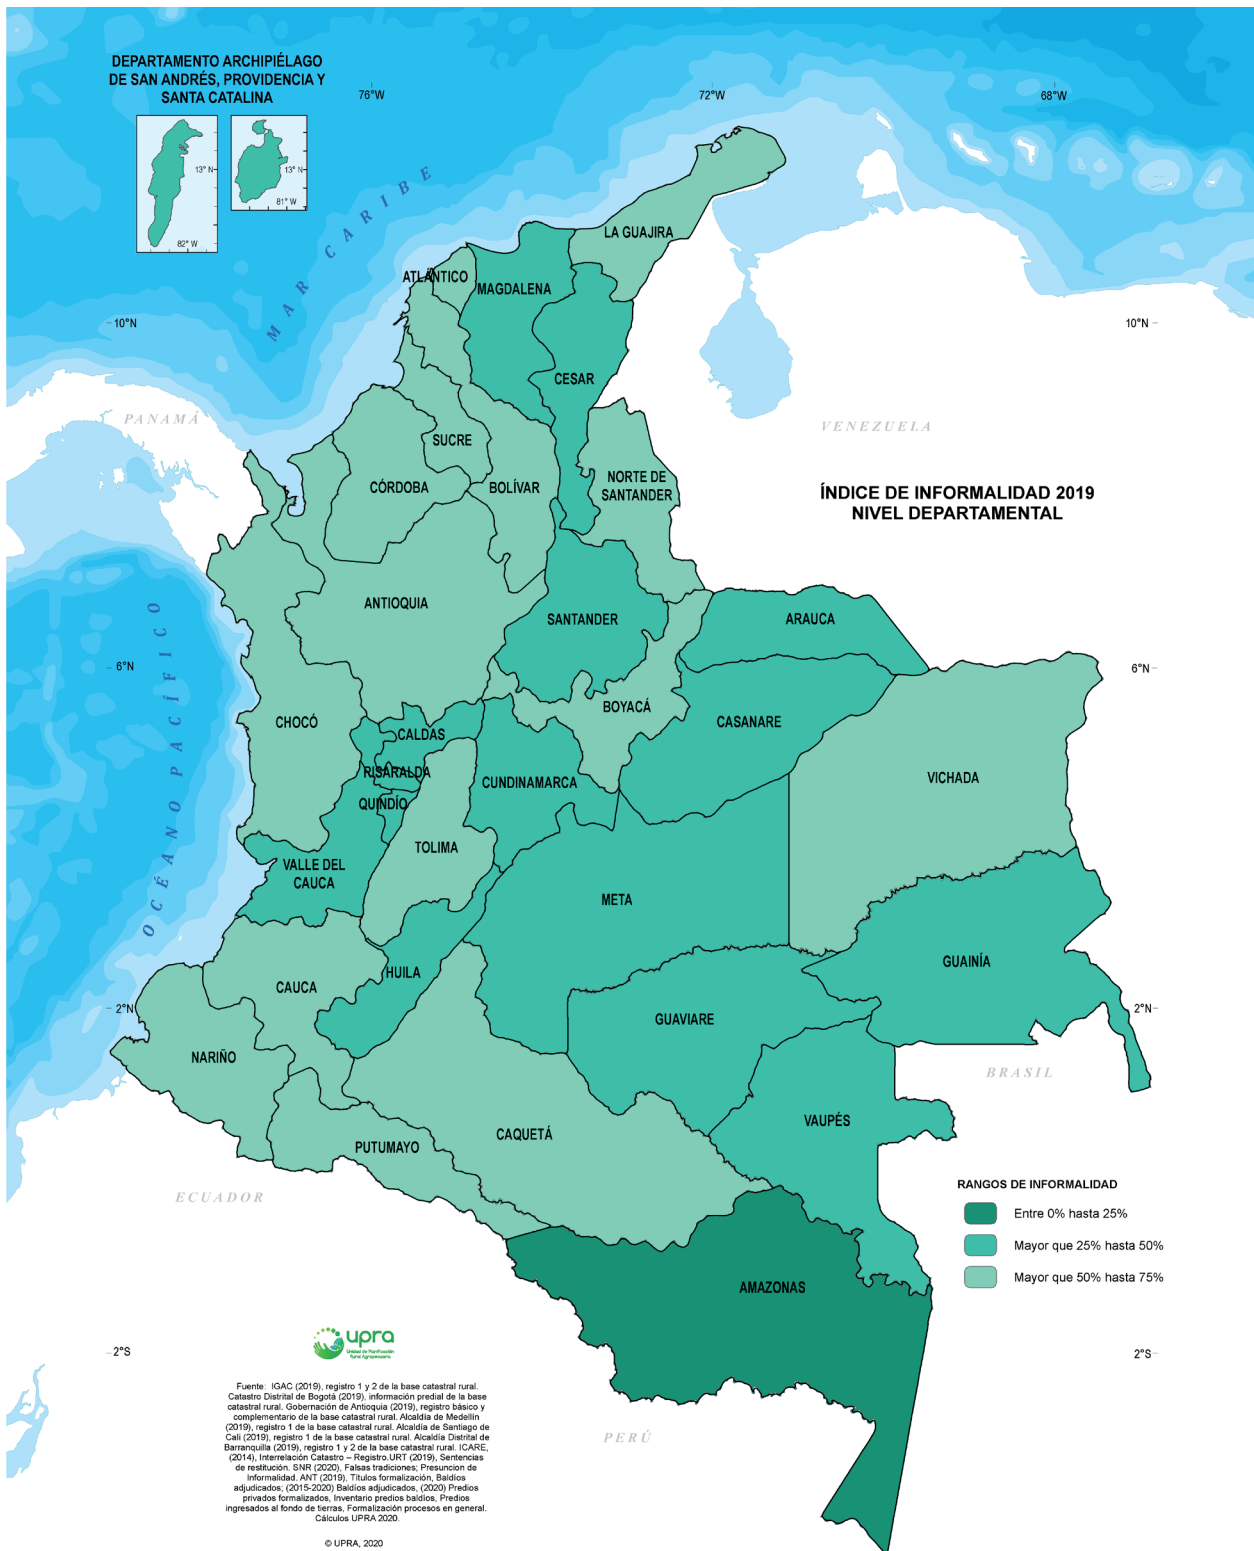 DEPARTAMENTO ARCHIPIÉLAGO
DE SAN ANDRÉS, PROVIDENCIA Y
SANTA CATALINA
76°W
72°W
68°W
13° N
82° W
13° N
81° W
MAR CARIBE
LA GUAJIRA
ATLÁNTICO
MAGDALENA
10°N
10°N
CESAR
PANAMÁ
VENEZUELA
SUCRE
CÓRDOBA
BOLÍVAR
NORTE DE
SANTANDER
ÍNDICE DE INFORMALIDAD 2019
NIVEL DEPARTAMENTAL
ANTIOQUIA
SANTANDER
ARAUCA
OCÉANO PACÍFICO
6°N
6°N
CHOCÓ
BOYACÁ
CASANARE
CALDAS
RISARALDA
CUNDINAMARCA
VICHADA
QUINDÍO
TOLIMA
VALLE DEL
CAUCA
META
HUILA
GUAINÍA
CAUCA
2°N
2°N
GUAVIARE
NARIÑO
BRASIL
VAUPÉS
CAQUETÁ
PUTUMAYO
ECUADOR
RANGOS DE INFORMALIDAD
Entre 0% hasta 25%
Mayor que 25% hasta 50%
Mayor que 50% hasta 75%
AMAZONAS
2°S
2°S
upra
Unidad de Planificación
Rural Agropecuaria
PERÚ
Fuente: IGAC (2019), registro 1 y 2 de la base catastral rural.
Catastro Distrital de Bogotá (2019), información predial de la base
catastral rural. Gobernación de Antioquia (2019), registro básico y
complementario de la base catastral rural. Alcaldía de Medellín
(2019), registro 1 de la base catastral rural. Alcaldía de Santiago de
Cali (2019), registro 1 de la base catastral rural. Alcaldía Distrital de
Barranquilla (2019), registro 1 y 2 de la base catastral rural. ICARE,
(2014), Interrelación Catastro – Registro.URT (2019), Sentencias
de restitución. SNR (2020), Falsas tradiciones; Presuncion de
Informalidad. ANT (2019), Títulos formalización, Baldíos
adjudicados; (2015-2020) Baldíos adjudicados, (2020) Predios
privados formalizados, Inventario predios baldíos, Predios
ingresados al fondo de tierras, Formalización procesos en general.
Cálculos UPRA 2020.
© UPRA, 2020